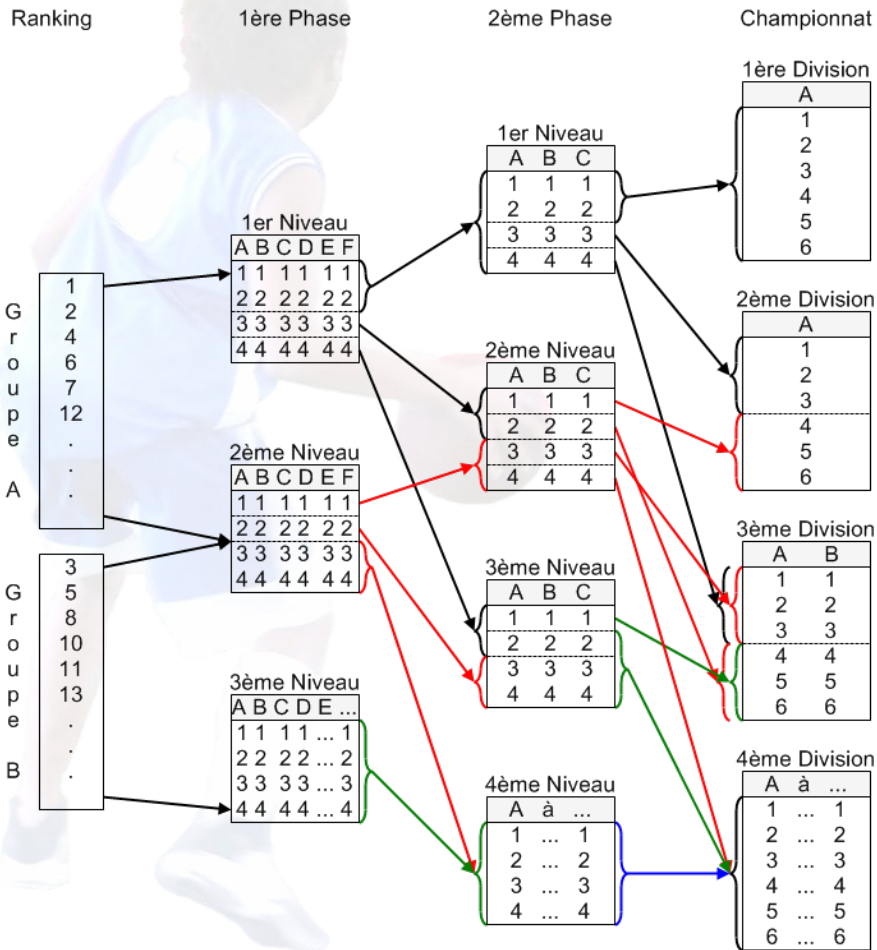 Ranking
1ère Phase
2ème Phase
Championnat
Groupe A
1
2
4
6
7
12
.
.
.
Groupe B
3
5
8
10
11
13
.
.
.
1er Niveau
A B C D E F
1 1 1 1 1 1
2 2 2 2 2 2
3 3 3 3 3 3
4 4 4 4 4 4
2ème Niveau
A B C D E F
1 1 1 1 1 1
2 2 2 2 2 2
3 3 3 3 3 3
4 4 4 4 4 4
3ème Niveau
A B C D E ...
1 1 1 1 ... 1
2 2 2 2 ... 2
3 3 3 3 ... 3
4 4 4 4 ... 4
1er Niveau
A B C
1 1 1
2 2 2
3 3 3
4 4 4
2ème Niveau
A B C
1 1 1
2 2 2
3 3 3
4 4 4
3ème Niveau
A B C
1 1 1
2 2 2
3 3 3
4 4 4
4ème Niveau
A à ...
1 ... 1
2 ... 2
3 ... 3
4 ... 4
1ère Division
A
1
2
3
4
5
6
2ème Division
A
1
2
3
4
5
6
3ème Division
A B
1 1
2 2
3 3
4 4
5 5
6 6
4ème Division
A à ...
1 ... 1
2 ... 2
3 ... 3
4 ... 4
5 ... 5
6 ... 6